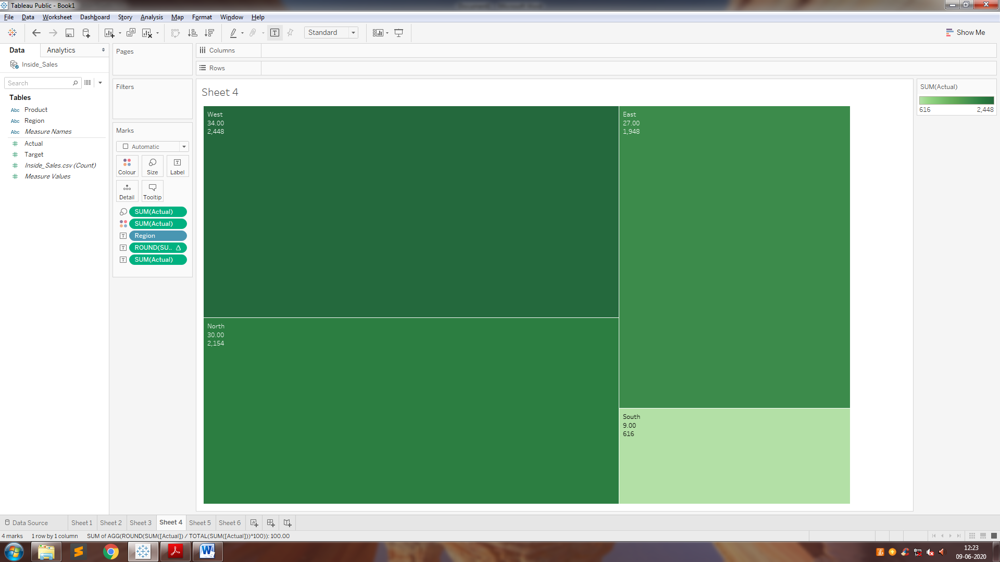 Tableau Public - Book1
File Data Worksheet Dashboard Story Analysis Map Format Window Help
Standard
Show Me
Data Analytics
Inside_Sales
Search
Tables
Abc Product
Abc Region
Abc Measure Names
Actual
Target
Inside_Sales.csv (Count)
Measure Values
Pages
Filters
Marks
Automatic
Colour Size Label
Detail Tooltip
SUM(Actual)
SUM(Actual)
Region
ROUND(SU.. Δ
SUM(Actual)
Columns
Rows
Sheet 4
West
34.00
2,448
East
27.00
1,948
North
30.00
2,154
South
9.00
616
SUM(Actual)
616 2,448
Data Source Sheet 1 Sheet 2 Sheet 3 Sheet 4 Sheet 5 Sheet 6
4 marks 1 row by 1 column SUM of AGG(ROUND(SUM([Actual]) / TOTAL(SUM([Actual]))*100)): 100.00
12:23
09-06-2020